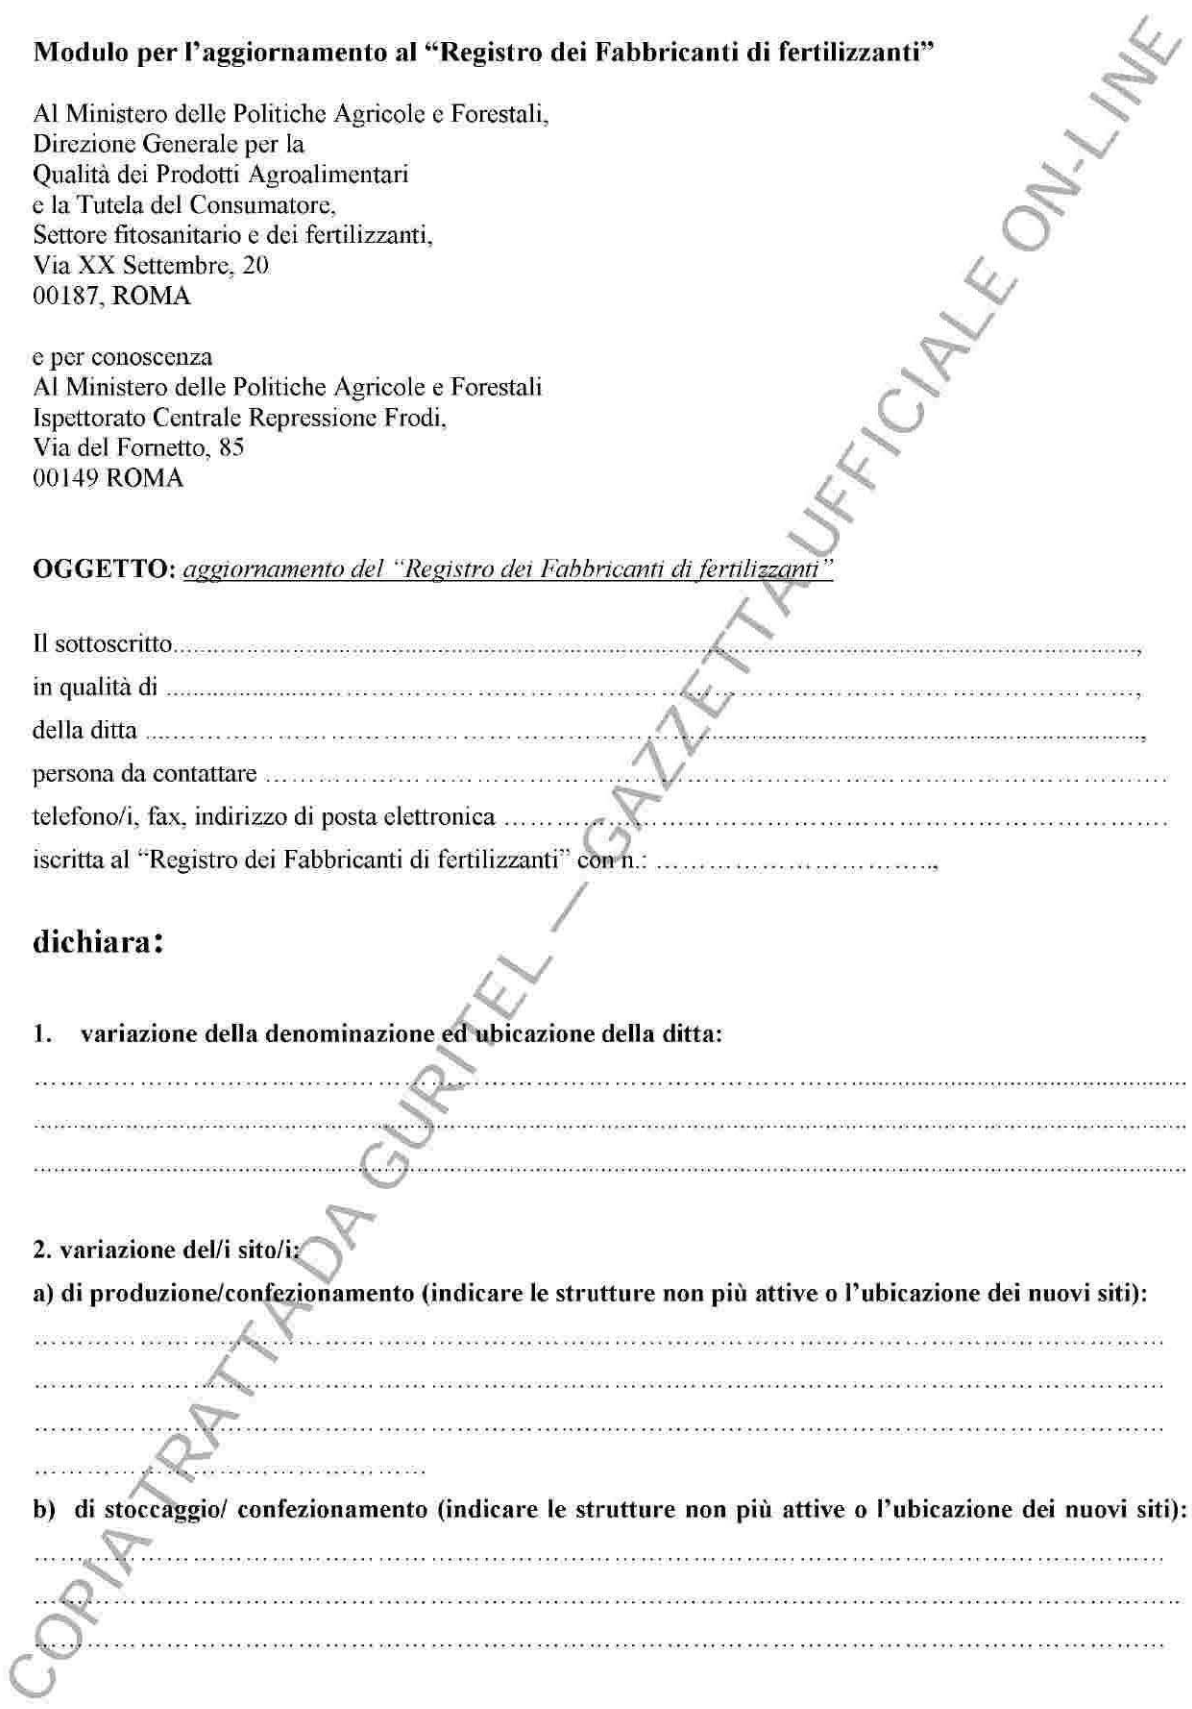 Modulo per l’aggiornamento al “Registro dei Fabbricanti di fertilizzanti”
Al Ministero delle Politiche Agricole e Forestali,
Direzione Generale per la
Qualità dei Prodotti Agroalimentari
e la Tutela del Consumatore,
Settore fitosanitario e dei fertilizzanti,
Via XX Settembre, 20
00187, ROMA
e per conoscenza
Al Ministero delle Politiche Agricole e Forestali
Ispettorato Centrale Repressione Frodi,
Via del Fornetto, 85
00149 ROMA
OGGETTO: aggiornamento del “Registro dei Fabbricanti di fertilizzanti”
Il sottoscritto....................................................................................................,
in qualità di ....................................................................................................,
della ditta ....................................................................................................,
persona da contattare ....................................................................................................
telefono/i, fax, indirizzo di posta elettronica ......................................................................
iscritta al “Registro dei Fabbricanti di fertilizzanti” con n.: ................................,
dichiara:
1. variazione della denominazione ed ubicazione della ditta:
2. variazione del/i sito/i:
a) di produzione/confezionamento (indicare le strutture non più attive o l’ubicazione dei nuovi siti):
b) di stoccaggio/ confezionamento (indicare le strutture non più attive o l’ubicazione dei nuovi siti):
COPIA TRATTA DA GURITEL — GAZZETTA UFFICIALE ON-LINE